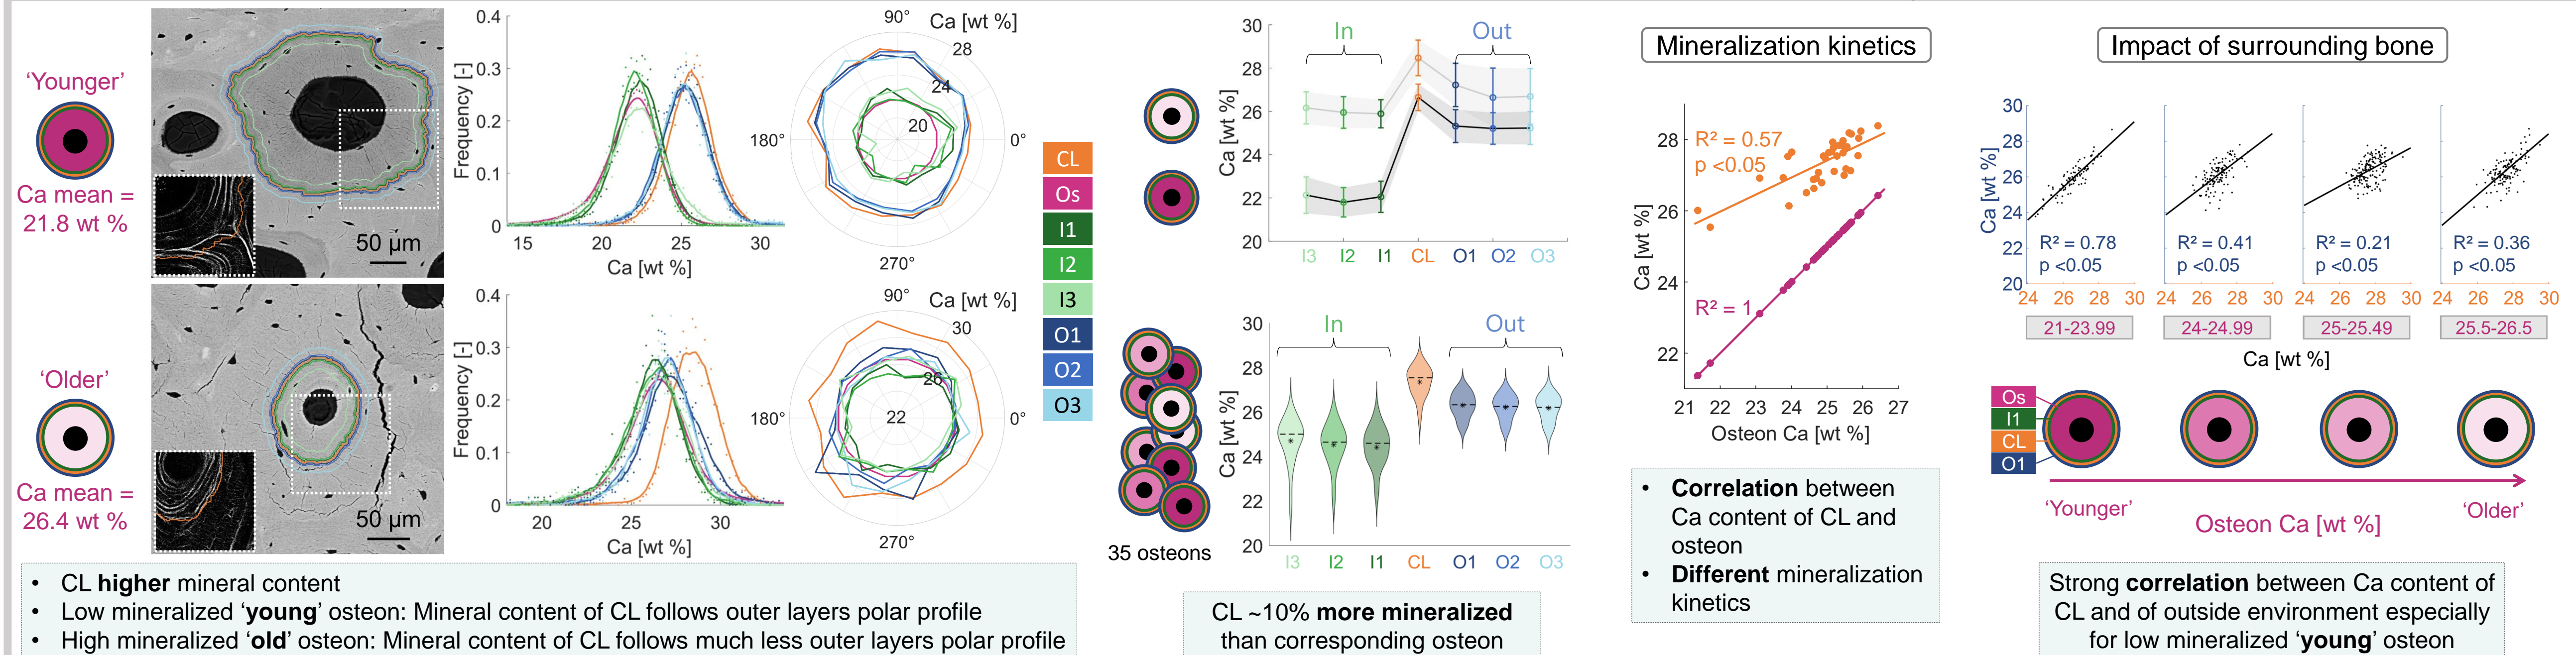 'Younger'
Ca mean =
21.8 wt %
50 µm
0.4
0.3
0.2
0.1
0
Frequency [-]
15 20 25 30
Ca [wt %]
90°
Ca [wt %]
28
24
20
180°
0°
270°
'Older'
Ca mean =
26.4 wt %
50 µm
0.4
0.3
0.2
0.1
0
Frequency [-]
20 25 30
Ca [wt %]
90°
Ca [wt %]
30
26
22
180°
0°
270°
CL
Os
I1
I2
I3
O1
O2
O3
• CL higher mineral content
• Low mineralized 'young' osteon: Mineral content of CL follows outer layers polar profile
• High mineralized 'old' osteon: Mineral content of CL follows much less outer layers polar profile
In Out
30
28
26
24
22
20
Ca [wt %]
I3 I2 I1 CL O1 O2 O3
35 osteons
In Out
30
28
26
24
22
20
Ca [wt %]
I3 I2 I1 CL O1 O2 O3
CL ~10% more mineralized
than corresponding osteon
Mineralization kinetics
28
26
24
22
Ca [wt %]
R² = 0.57
p <0.05
R² = 1
21 22 23 24 25 26 27
Osteon Ca [wt %]
• Correlation between
Ca content of CL and
osteon
• Different mineralization
kinetics
Impact of surrounding bone
30
28
26
24
22
20
Ca [wt %]
R² = 0.78
p <0.05
R² = 0.41
p <0.05
R² = 0.21
p <0.05
R² = 0.36
p <0.05
24 26 28 30
24 26 28 30
24 26 28 30
24 26 28 30
21-23.99 24-24.99 25-25.49 25.5-26.5
Ca [wt %]
Os
I1
CL
O1
'Younger' 'Older'
Osteon Ca [wt %]
Strong correlation between Ca content of
CL and of outside environment especially
for low mineralized 'young' osteon